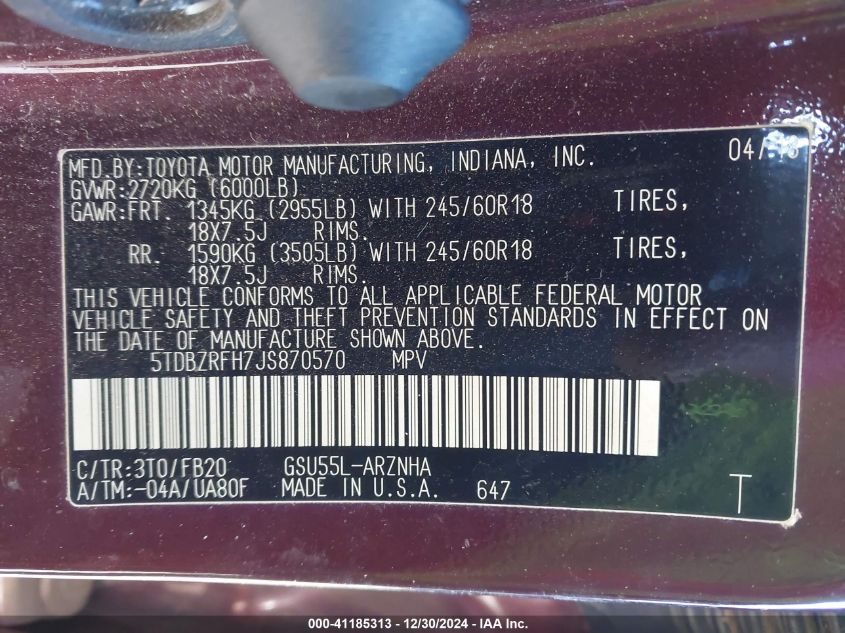 MFD.BY:TOYOTA MOTOR MANUFACTURING, INDIANA, INC. 04/18
GVWR:2720KG (6000LB)
GAWR:FRT. 1345KG (2955LB) WITH 245/60R18 TIRES,
18X7.5J RIMS.
RR. 1590KG (3505LB) WITH 245/60R18 TIRES,
18X7.5J RIMS.
THIS VEHICLE CONFORMS TO ALL APPLICABLE FEDERAL MOTOR
VEHICLE SAFETY AND THEFT PREVENTION STANDARDS IN EFFECT ON
THE DATE OF MANUFACTURE SHOWN ABOVE.
5TDBZRFH7JS870570 MPV
C/TR:3T0/FB20 GSU55L-ARZNHA
A/TM:-04A/UA80F MADE IN U.S.A. 647 T
000-41185313 - 12/30/2024 - IAA Inc.